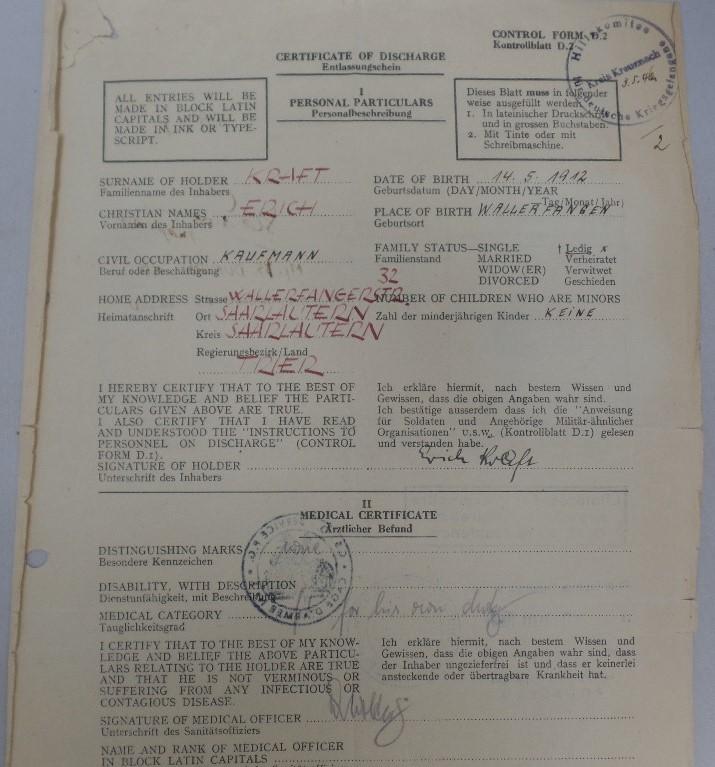 CONTROL FORM D.2
Kontrollblatt D.2
Hilfskomitee
Kreis Kreuznach
CERTIFICATE OF DISCHARGE
Entlassungschein
ALL ENTRIES WILL BE
MADE IN BLOCK LATIN
CAPITALS AND WILL BE
MADE IN INK OR TYPE-
SCRIPT.
I
PERSONAL PARTICULARS
Personalbeschreibung
Dieses Blatt muss in folgender
weise ausgefüllt werden:
1. In lateinischer Druckschrift
und in grossen Buchstaben.
2. Mit Tinte oder mit
Schreibmaschine.
2
SURNAME OF HOLDER KRAFT
Familienname des Inhabers
DATE OF BIRTH 14. 5. 1912
Geburtsdatum (DAY/MONTH/YEAR
Tag/Monat/Jahr)
CHRISTIAN NAMES ERICH
Vornamen des Inhabers
PLACE OF BIRTH WALLERFANGEN
Geburtsort
CIVIL OCCUPATION KAUFMANN
Beruf oder Beschäftigung
FAMILY STATUS—SINGLE † Ledig x
Familienstand MARRIED Verheiratet
WIDOW(ER) Verwitwet
DIVORCED Geschieden
32
HOME ADDRESS Strasse WALLERFANGERSTR.
Heimatanschrift Ort SAARLAUTERN
Kreis SAARLAUTERN
Regierungsbezirk/Land
TRIER
NUMBER OF CHILDREN WHO ARE MINORS
Zahl der minderjährigen Kinder KEINE
I HEREBY CERTIFY THAT TO THE BEST OF
MY KNOWLEDGE AND BELIEF THE PARTI-
CULARS GIVEN ABOVE ARE TRUE.
I ALSO CERTIFY THAT I HAVE READ
AND UNDERSTOOD THE "INSTRUCTIONS TO
PERSONNEL ON DISCHARGE" (CONTROL
FORM D.1).
Ich erkläre hiermit, nach bestem Wissen und
Gewissen, dass die obigen Angaben wahr sind.
Ich bestätige ausserdem dass ich die "Anweisung
für Soldaten und Angehörige Militär-ähnlicher
Organisationen" u.s.w. (Kontrollblatt D.1) gelesen
und verstanden habe.
SIGNATURE OF HOLDER Erich Kraft
Unterschrift des Inhabers
II
MEDICAL CERTIFICATE
Ärztlicher Befund
DISTINGUISHING MARKS none
Besondere Kennzeichen
DISABILITY, WITH DESCRIPTION
Dienstunfähigkeit, mit Beschreibung
MEDICAL CATEGORY
Tauglichkeitsgrad
I CERTIFY THAT TO THE BEST OF MY KNOW-
LEDGE AND BELIEF THE ABOVE PARTICU-
LARS RELATING TO THE HOLDER ARE TRUE
AND THAT HE IS NOT VERMINOUS OR
SUFFERING FROM ANY INFECTIOUS OR
CONTAGIOUS DISEASE.
Ich erkläre hiermit, nach bestem Wissen und
Gewissen, dass die obigen Angaben wahr sind, dass
der Inhaber ungezieferfrei ist und dass er keinerlei
ansteckende oder übertragbare Krankheit hat.
SIGNATURE OF MEDICAL OFFICER
Unterschrift des Sanitätsoffiziers
NAME AND RANK OF MEDICAL OFFICER
IN BLOCK LATIN CAPITALS